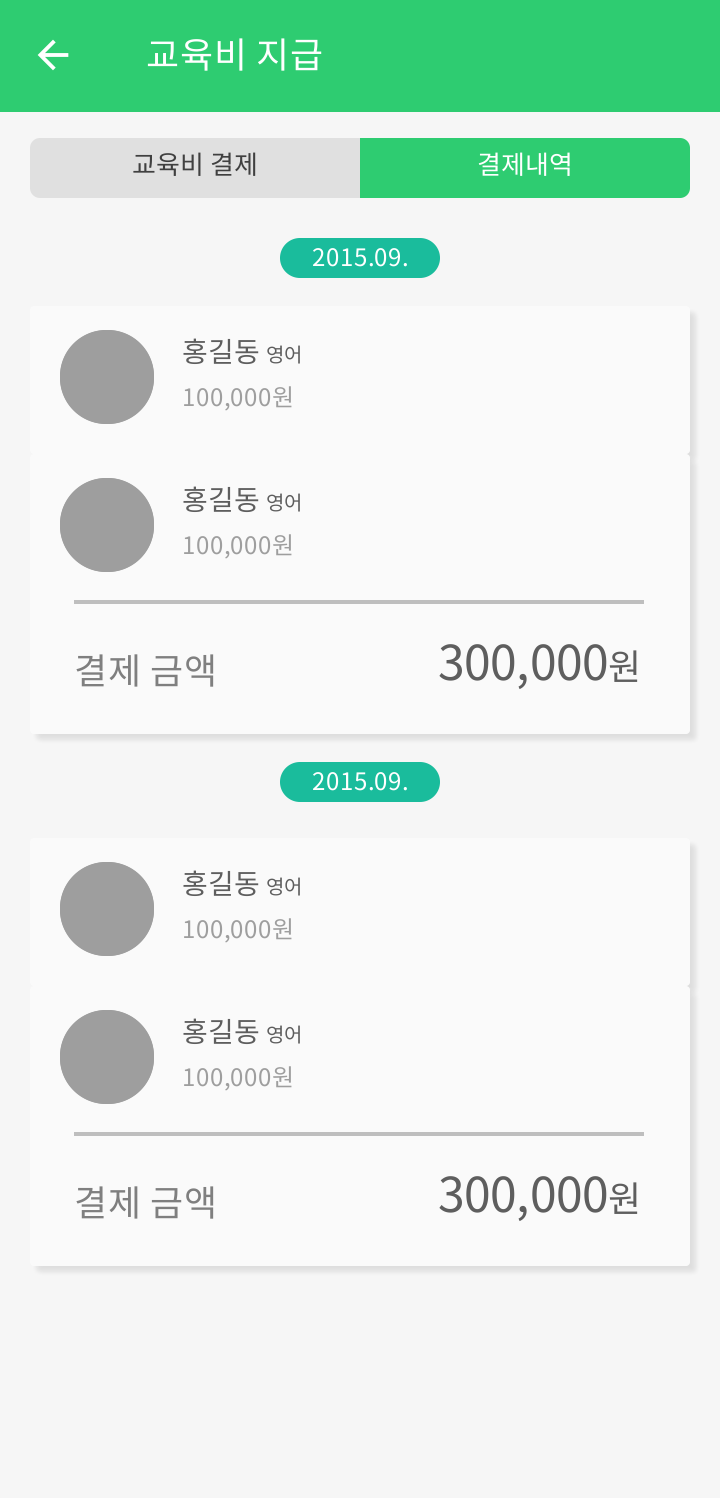 교육비 지급
교육비 결제
결제내역
2015.09.
홍길동 영어
100,000원
홍길동 영어
100,000원
결제 금액
300,000원
2015.09.
홍길동 영어
100,000원
홍길동 영어
100,000원
결제 금액
300,000원